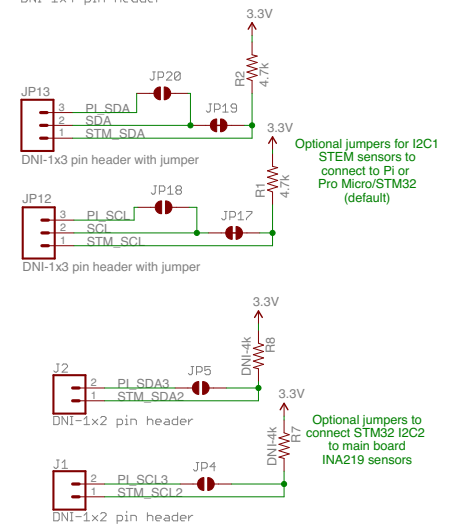 DNI-1x4 pin header
3.3V
JP20
R2
4.7k
JP13
3
PI_SDA
JP19
2
SDA
1
STM_SDA
3.3V
DNI-1x3 pin header with jumper
Optional jumpers for I2C1
STEM sensors to
connect to Pi or
Pro Micro/STM32
(default)
JP18
R1
4.7k
JP12
3
PI_SCL
JP17
2
SCL
1
STM_SCL
DNI-1x3 pin header with jumper
3.3V
DNI-4k
R8
J2
JP5
2
PI_SDA3
1
STM_SDA2
3.3V
DNI-1x2 pin header
Optional jumpers to
connect STM32 I2C2
to main board
INA219 sensors
DNI-4k
R7
J1
JP4
2
PI_SCL3
1
STM_SCL2
DNI-1x2 pin header